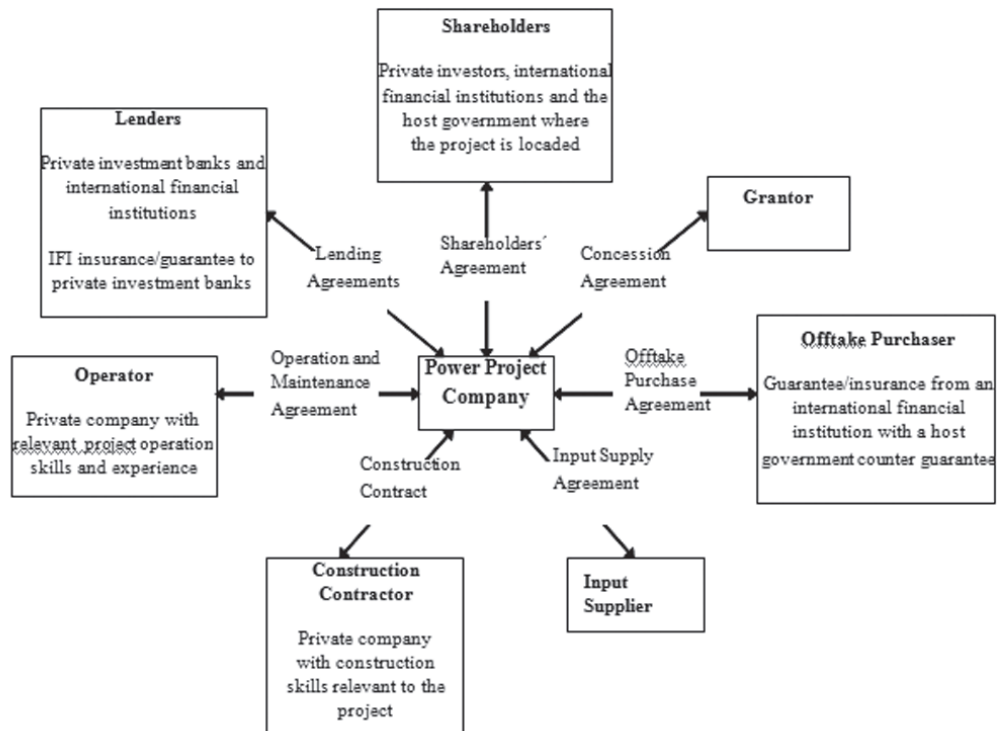 Shareholders
Private investors, international
financial institutions and the
host government where
the project is locaded
Lenders
Private investment banks and
international financial
institutions
IFI insurance/guarantee to
private investment banks
Grantor
Lending
Agreements
Shareholders´
Agreement
Concession
Agreement
Operator
Private company with
relevant project operation
skills and experience
Operation and
Maintenance
Agreement
Power Project
Company
Offtake
Purchase
Agreement
Offtake Purchaser
Guarantee/insurance from an
international financial
institution with a host
government counter guarantee
Construction
Contract
Input Supply
Agreement
Construction
Contractor
Private company
with construction
skills relevant to the
project
Input
Supplier